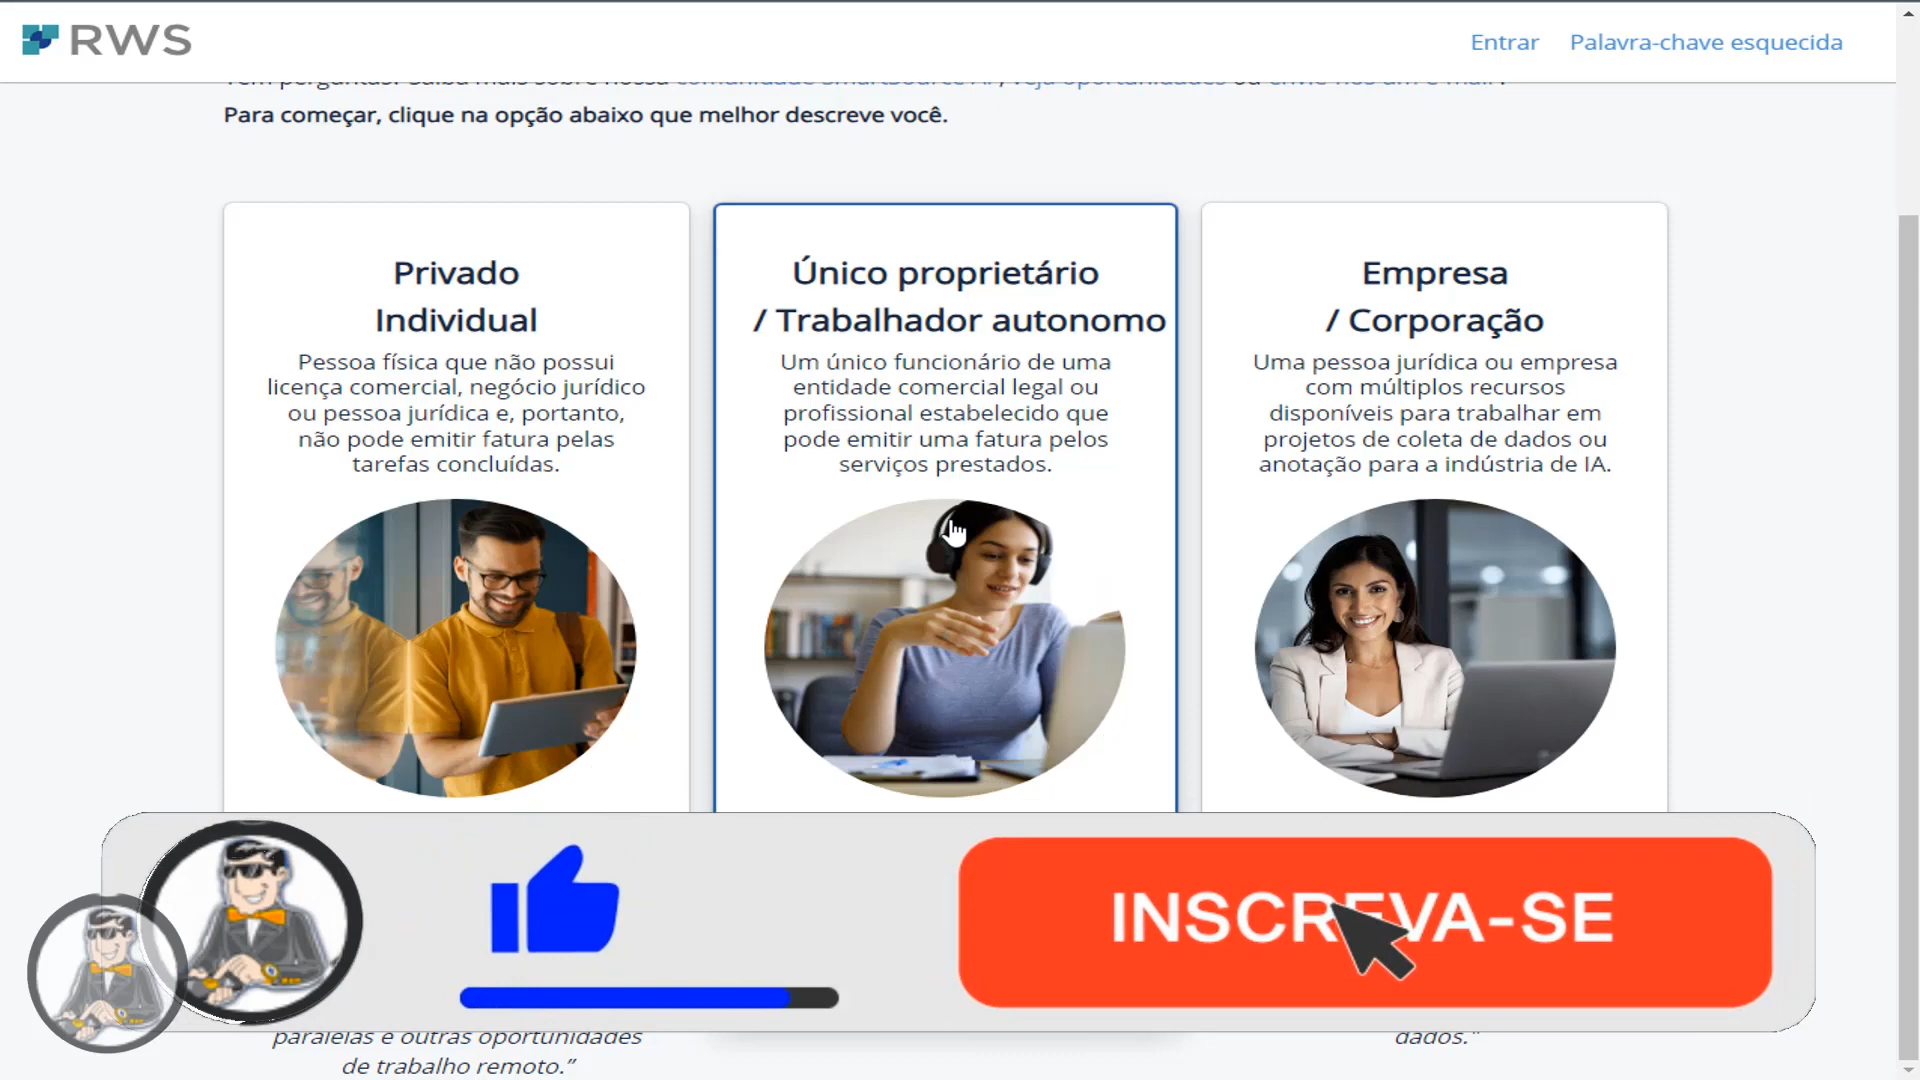 RWS
Entrar
Palavra-chave esquecida
Para começar, clique na opção abaixo que melhor descreve você.
Privado
Individual
Pessoa física que não possui
licença comercial, negócio jurídico
ou pessoa jurídica e, portanto,
não pode emitir fatura pelas
tarefas concluídas.
Único proprietário
/ Trabalhador autonomo
Um único funcionário de uma
entidade comercial legal ou
profissional estabelecido que
pode emitir uma fatura pelos
serviços prestados.
Empresa
/ Corporação
Uma pessoa jurídica ou empresa
com múltiplos recursos
disponíveis para trabalhar em
projetos de coleta de dados ou
anotação para a indústria de IA.
INSCREVA-SE
paralelas e outras oportunidades
de trabalho remoto.”
dados.”